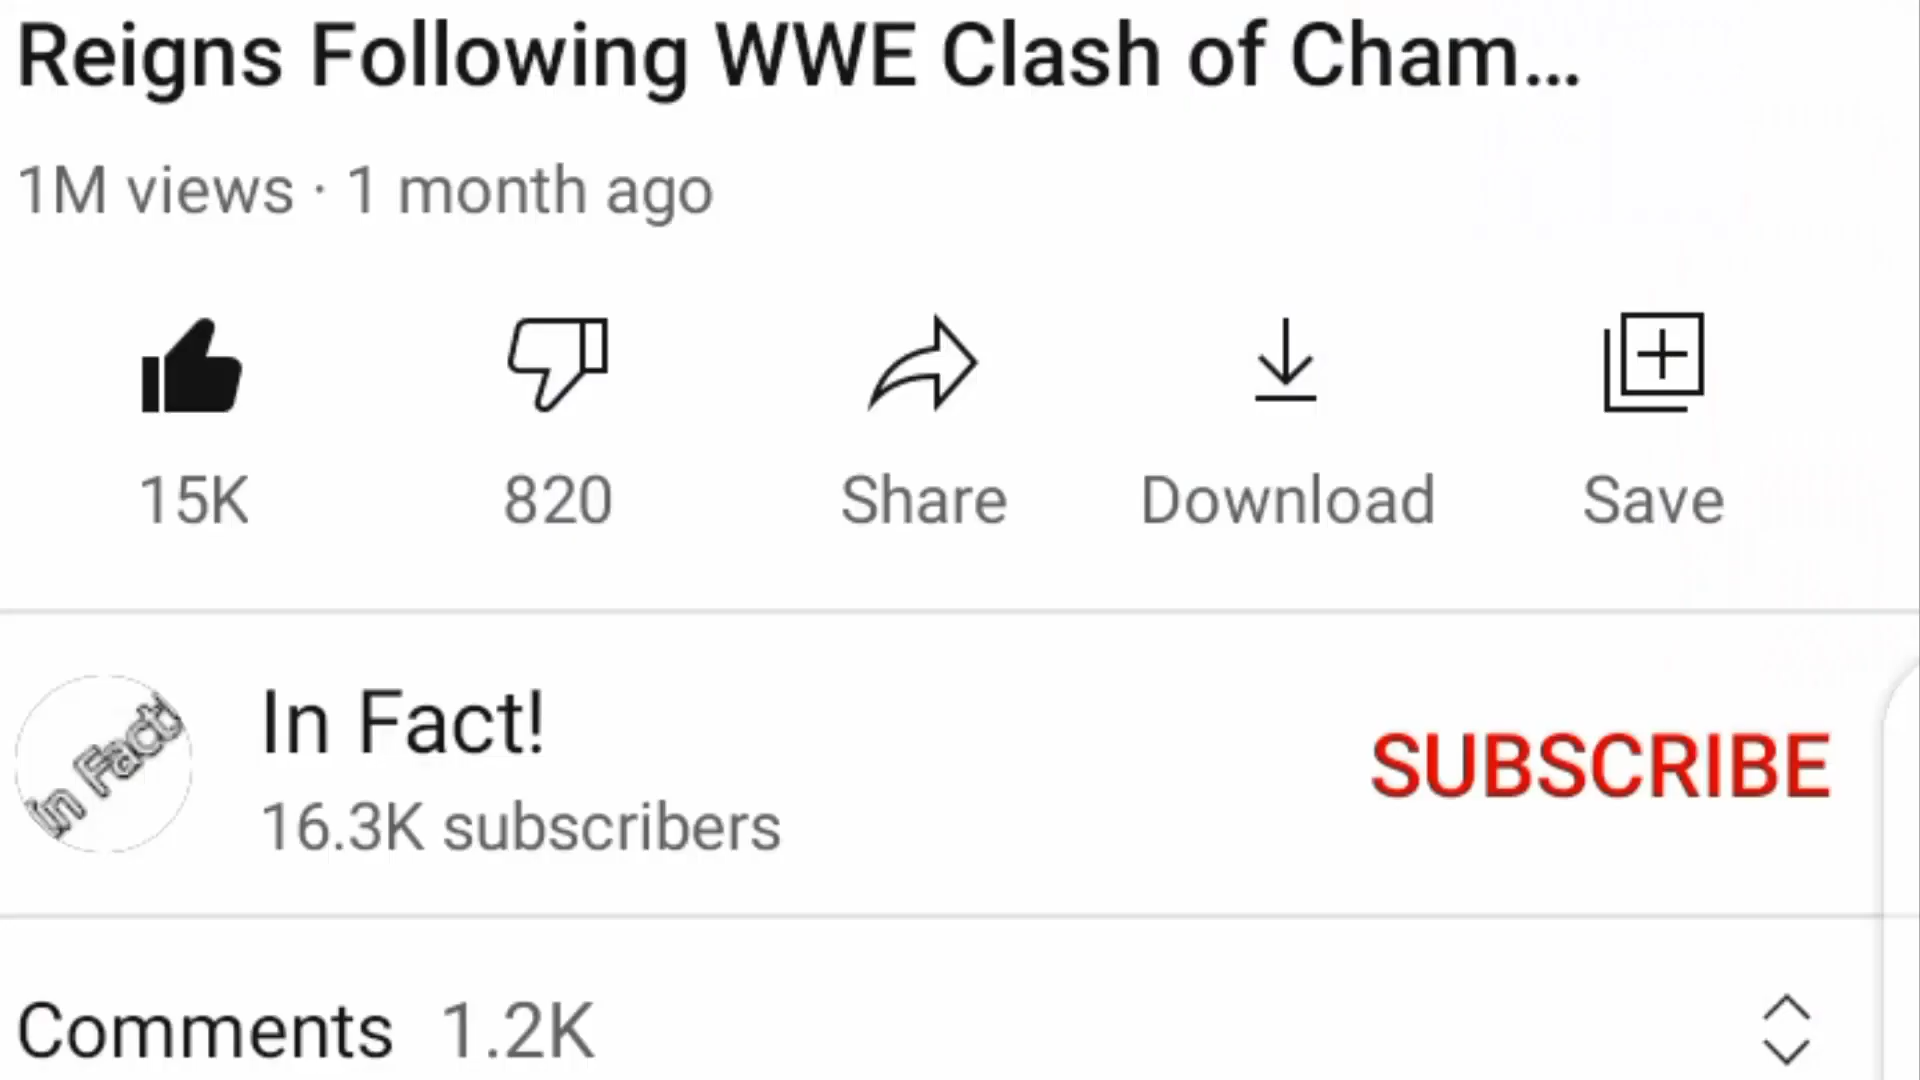 Reigns Following WWE Clash of Cham...
1M views · 1 month ago
15K 820 Share Download Save
In Fact!
In Fact!
16.3K subscribers
SUBSCRIBE
Comments 1.2K